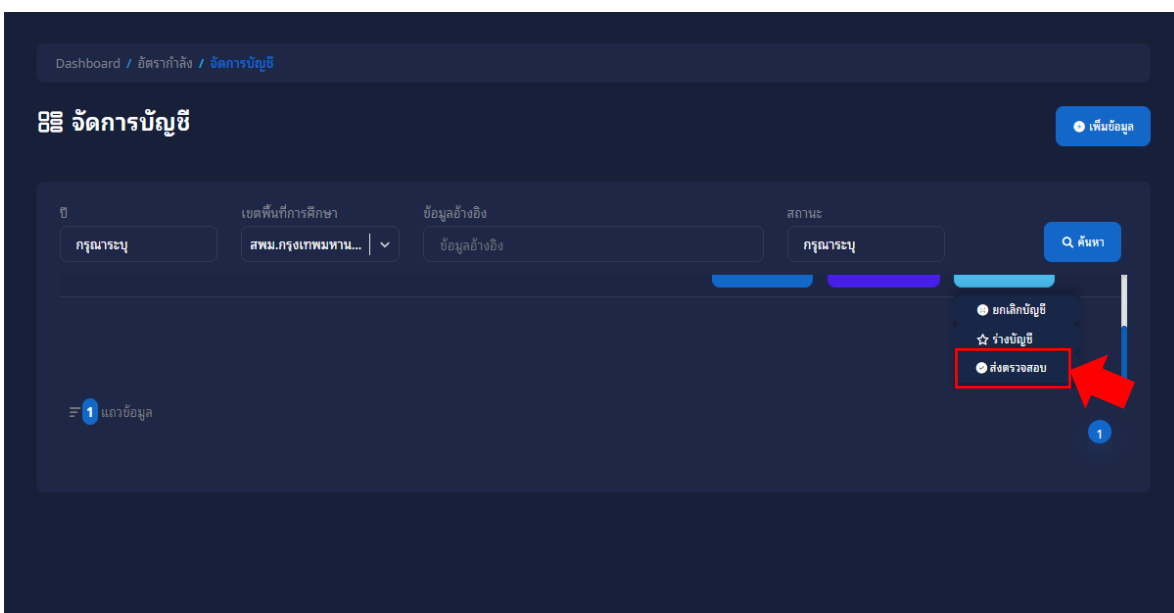 Dashboard / อัตรากำลัง / จัดการบัญชี
จัดการบัญชี
เพิ่มข้อมูล
ปี เขตพื้นที่การศึกษา ข้อมูลอ้างอิง สถานะ
กรุณาระบุ สพม.กรุงเทพมหาน... ข้อมูลอ้างอิง กรุณาระบุ ค้นหา
ยกเลิกบัญชี
ร่างบัญชี
ส่งตรวจสอบ
1 แถวข้อมูล
1